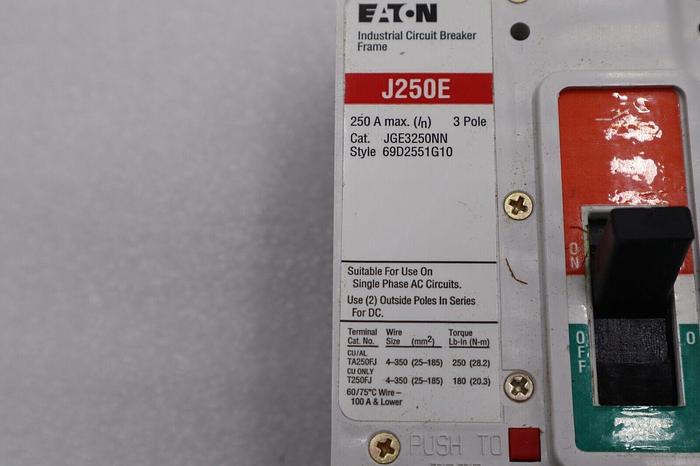 EATON
Industrial Circuit Breaker
Frame
J250E
250 A max. (In) 3 Pole
Cat. JGE3250NN
Style 69D2551G10
Suitable For Use On
Single Phase AC Circuits.
Use (2) Outside Poles In Series
For DC.
Terminal Wire Torque
Cat. No. Size (mm2) Lb-In (N-m)
CU/AL
TA250FJ 4–350 (25–185) 250 (28.2)
CU ONLY
T250FJ 4–350 (25–185) 180 (20.3)
60/75°C Wire –
100 A & Lower
PUSH TO
O
N
O
F
F
O